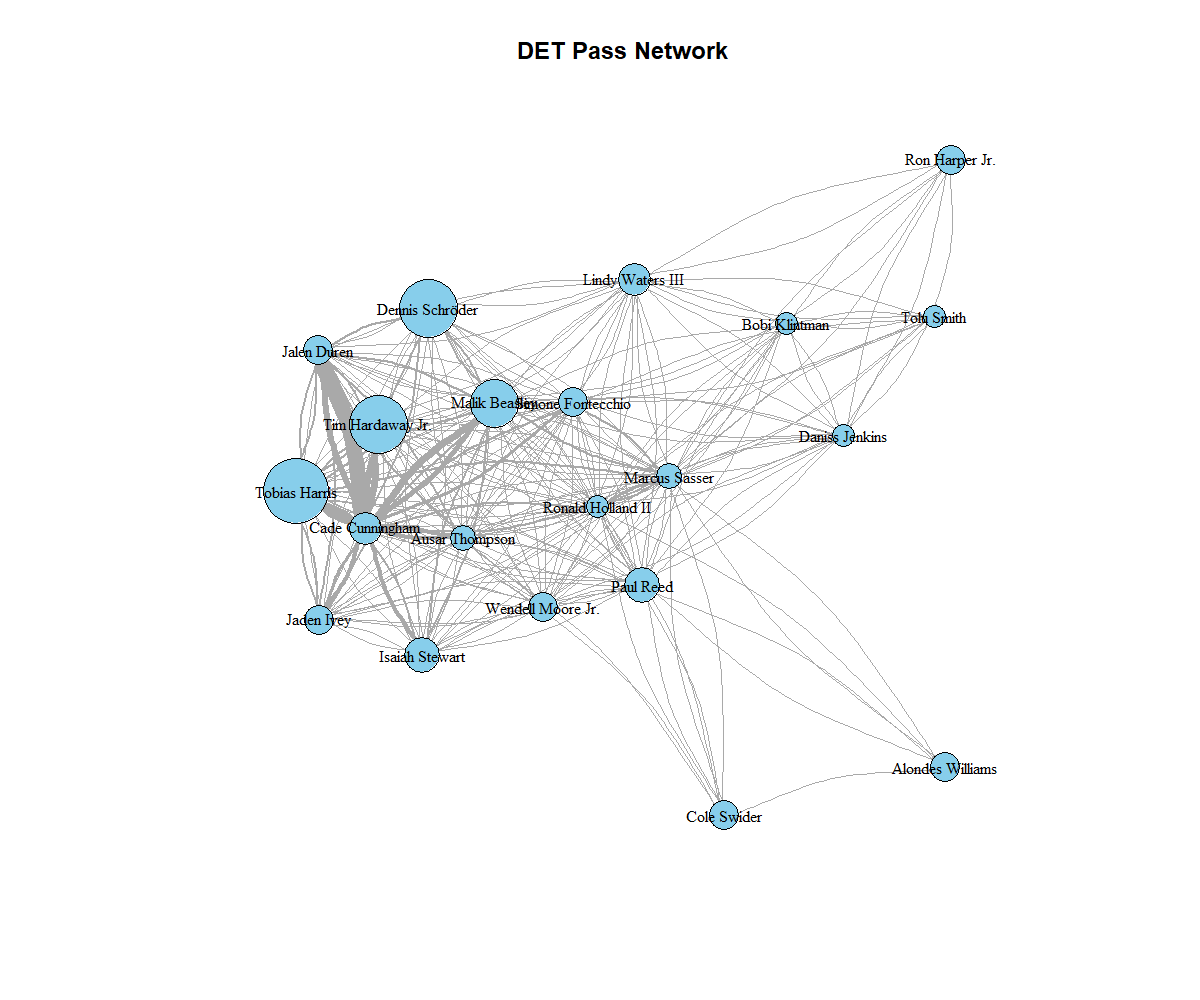 DET Pass Network
Ron Harper Jr.
Lindy Waters III
Dennis Schröder
Tolu Smith
Bobi Klintman
Jalen Duren
Malik Beasley
Simone Fontecchio
Tim Hardaway Jr.
Daniss Jenkins
Marcus Sasser
Tobias Harris
Ronald Holland II
Cade Cunningham
Ausar Thompson
Paul Reed
Wendell Moore Jr.
Jaden Ivey
Isaiah Stewart
Alondes Williams
Cole Swider